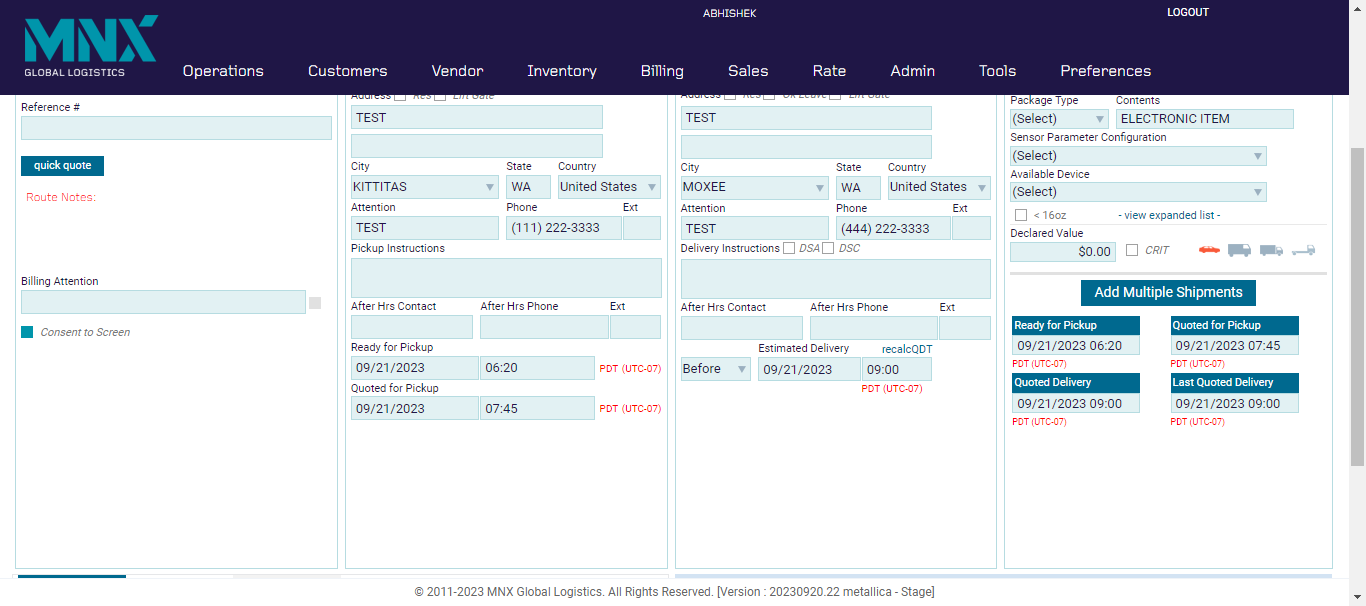 ABHISHEK
LOGOUT
MNX
GLOBAL LOGISTICS
Operations
Customers
Vendor
Inventory
Billing
Sales
Rate
Admin
Tools
Preferences
Reference #
quick quote
Route Notes:
Billing Attention
Consent to Screen
Address Res Lift Gate
TEST
City State Country
KITTITAS WA United States
Attention Phone Ext
TEST (111) 222-3333
Pickup Instructions
After Hrs Contact After Hrs Phone Ext
Ready for Pickup
09/21/2023 06:20 PDT (UTC-07)
Quoted for Pickup
09/21/2023 07:45 PDT (UTC-07)
Address Res Ok Leave Lift Gate
TEST
City State Country
MOXEE WA United States
Attention Phone Ext
TEST (444) 222-3333
Delivery Instructions DSA DSC
After Hrs Contact After Hrs Phone Ext
Estimated Delivery recalcQDT
Before 09/21/2023 09:00
PDT (UTC-07)
Package Type Contents
(Select) ELECTRONIC ITEM
Sensor Parameter Configuration
(Select)
Available Device
(Select)
< 16oz - view expanded list -
Declared Value
$0.00 CRIT
Add Multiple Shipments
Ready for Pickup Quoted for Pickup
09/21/2023 06:20 09/21/2023 07:45
PDT (UTC-07) PDT (UTC-07)
Quoted Delivery Last Quoted Delivery
09/21/2023 09:00 09/21/2023 09:00
PDT (UTC-07) PDT (UTC-07)
© 2011-2023 MNX Global Logistics. All Rights Reserved. [Version : 20230920.22 metallica - Stage]